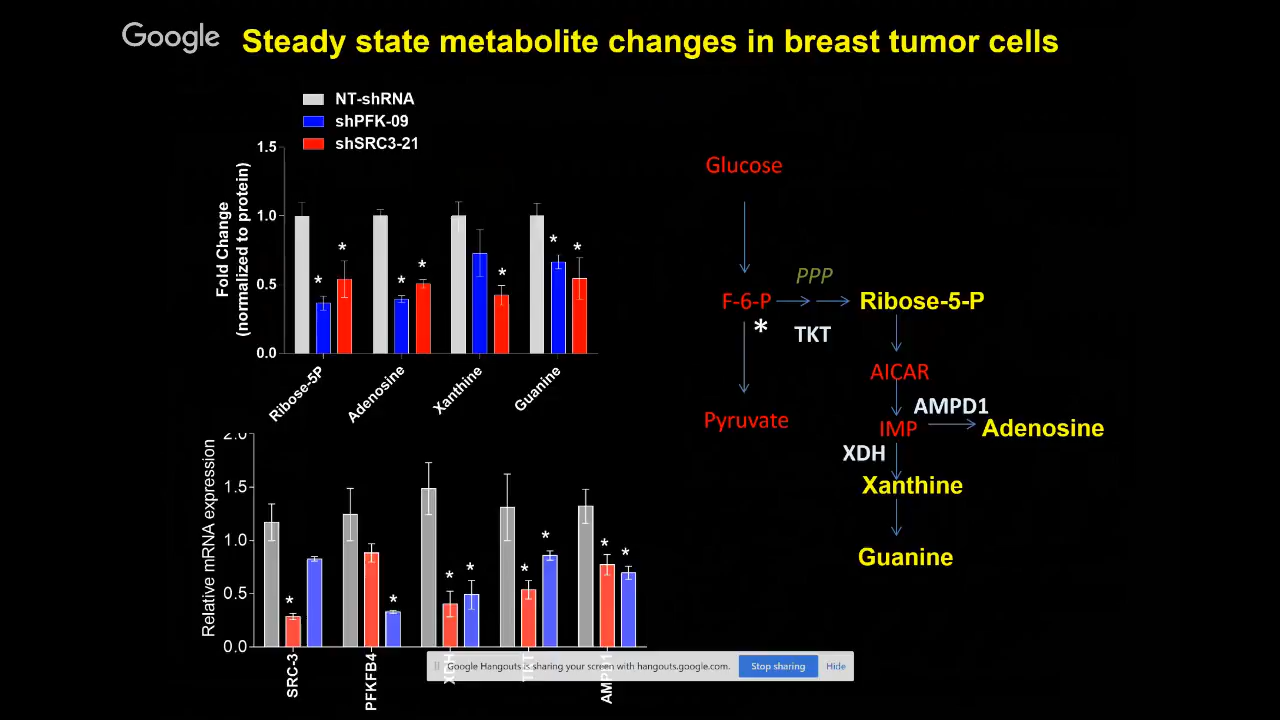 Google
Steady state metabolite changes in breast tumor cells
NT-shRNA
shPFK-09
shSRC3-21
Fold Change
(normalized to protein)
1.5
1.0
0.5
0.0
* * * * * * *
Ribose-5P
Adenosine
Xanthine
Guanine
Relative mRNA expression
2.0
1.5
1.0
0.5
0.0
* * * * * * * *
SRC-3
PFKFB4
XDH
TKT
AMPD1
Glucose
PPP
F-6-P
Ribose-5-P
*
TKT
AICAR
AMPD1
Pyruvate
IMP
Adenosine
XDH
Xanthine
Guanine
Google Hangouts is sharing your screen with hangouts.google.com.
Stop sharing
Hide